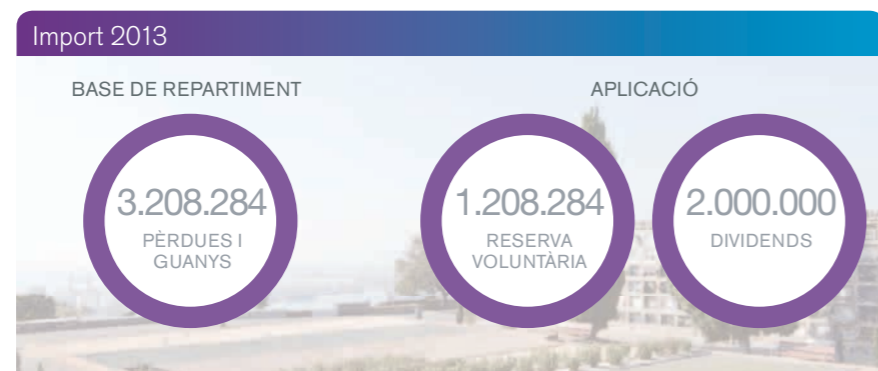 Import 2013
BASE DE REPARTIMENT
3.208.284
PÈRDUES I
GUANYS
APLICACIÓ
1.208.284
RESERVA
VOLUNTÀRIA
2.000.000
DIVIDENDS